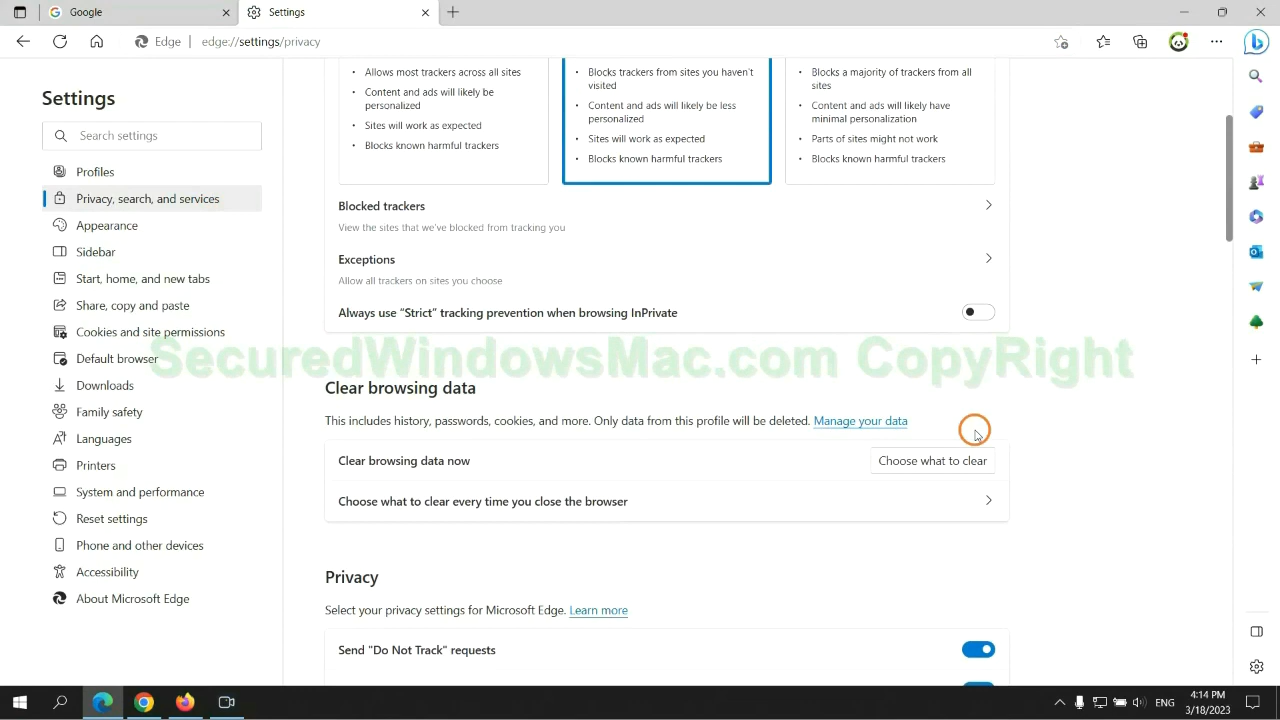 Google
Settings
Edge
edge://settings/privacy
Settings
Search settings
Profiles
Privacy, search, and services
Appearance
Sidebar
Start, home, and new tabs
Share, copy and paste
Cookies and site permissions
Default browser
Downloads
Family safety
Languages
Printers
System and performance
Reset settings
Phone and other devices
Accessibility
About Microsoft Edge
• Allows most trackers across all sites
• Content and ads will likely be
personalized
• Sites will work as expected
• Blocks known harmful trackers
• Blocks trackers from sites you haven't
visited
• Content and ads will likely be less
personalized
• Sites will work as expected
• Blocks known harmful trackers
• Blocks a majority of trackers from all
sites
• Content and ads will likely have
minimal personalization
• Parts of sites might not work
• Blocks known harmful trackers
Blocked trackers
View the sites that we've blocked from tracking you
Exceptions
Allow all trackers on sites you choose
Always use “Strict” tracking prevention when browsing InPrivate
SecuredWindowsMac.com CopyRight
Clear browsing data
This includes history, passwords, cookies, and more. Only data from this profile will be deleted. Manage your data
Clear browsing data now
Choose what to clear
Choose what to clear every time you close the browser
Privacy
Select your privacy settings for Microsoft Edge. Learn more
Send "Do Not Track" requests
ENG
4:14 PM
3/18/2023